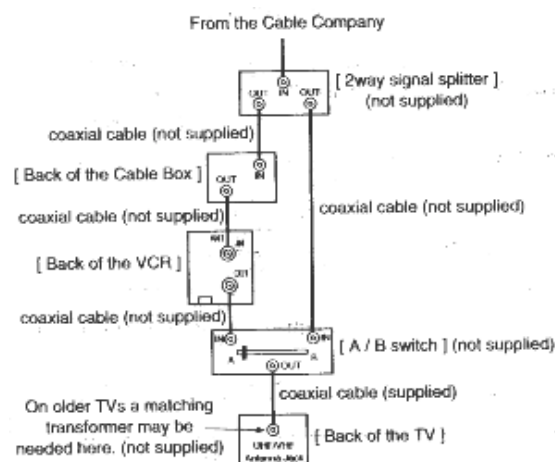 From the Cable Company
[ 2way signal splitter ]
(not supplied)
OUT
IN
OUT
coaxial cable (not supplied)
[ Back of the Cable Box ]
OUT
IN
coaxial cable (not supplied)
coaxial cable (not supplied)
IN
[ Back of the VCR ]
OUT
coaxial cable (not supplied)
IN
IN
[ A / B switch ] (not supplied)
A
B
OUT
coaxial cable (supplied)
On older TVs a matching
transformer may be
needed here. (not supplied)
[ Back of the TV ]
UHF/VHF
Antenna Jack